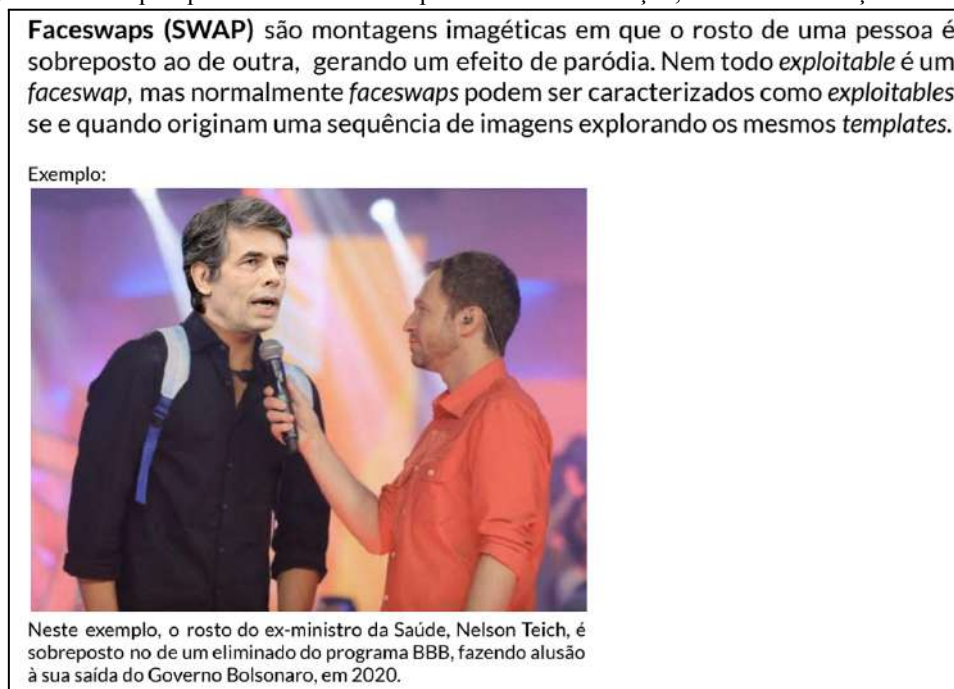 Faceswaps (SWAP) são montagens imagéticas em que o rosto de uma pessoa é
sobreposto ao de outra, gerando um efeito de paródia. Nem todo exploitable é um
faceswap, mas normalmente faceswaps podem ser caracterizados como exploitables
se e quando originam uma sequência de imagens explorando os mesmos templates.
Exemplo:
Neste exemplo, o rosto do ex-ministro da Saúde, Nelson Teich, é
sobreposto no de um eliminado do programa BBB, fazendo alusão
à sua saída do Governo Bolsonaro, em 2020.